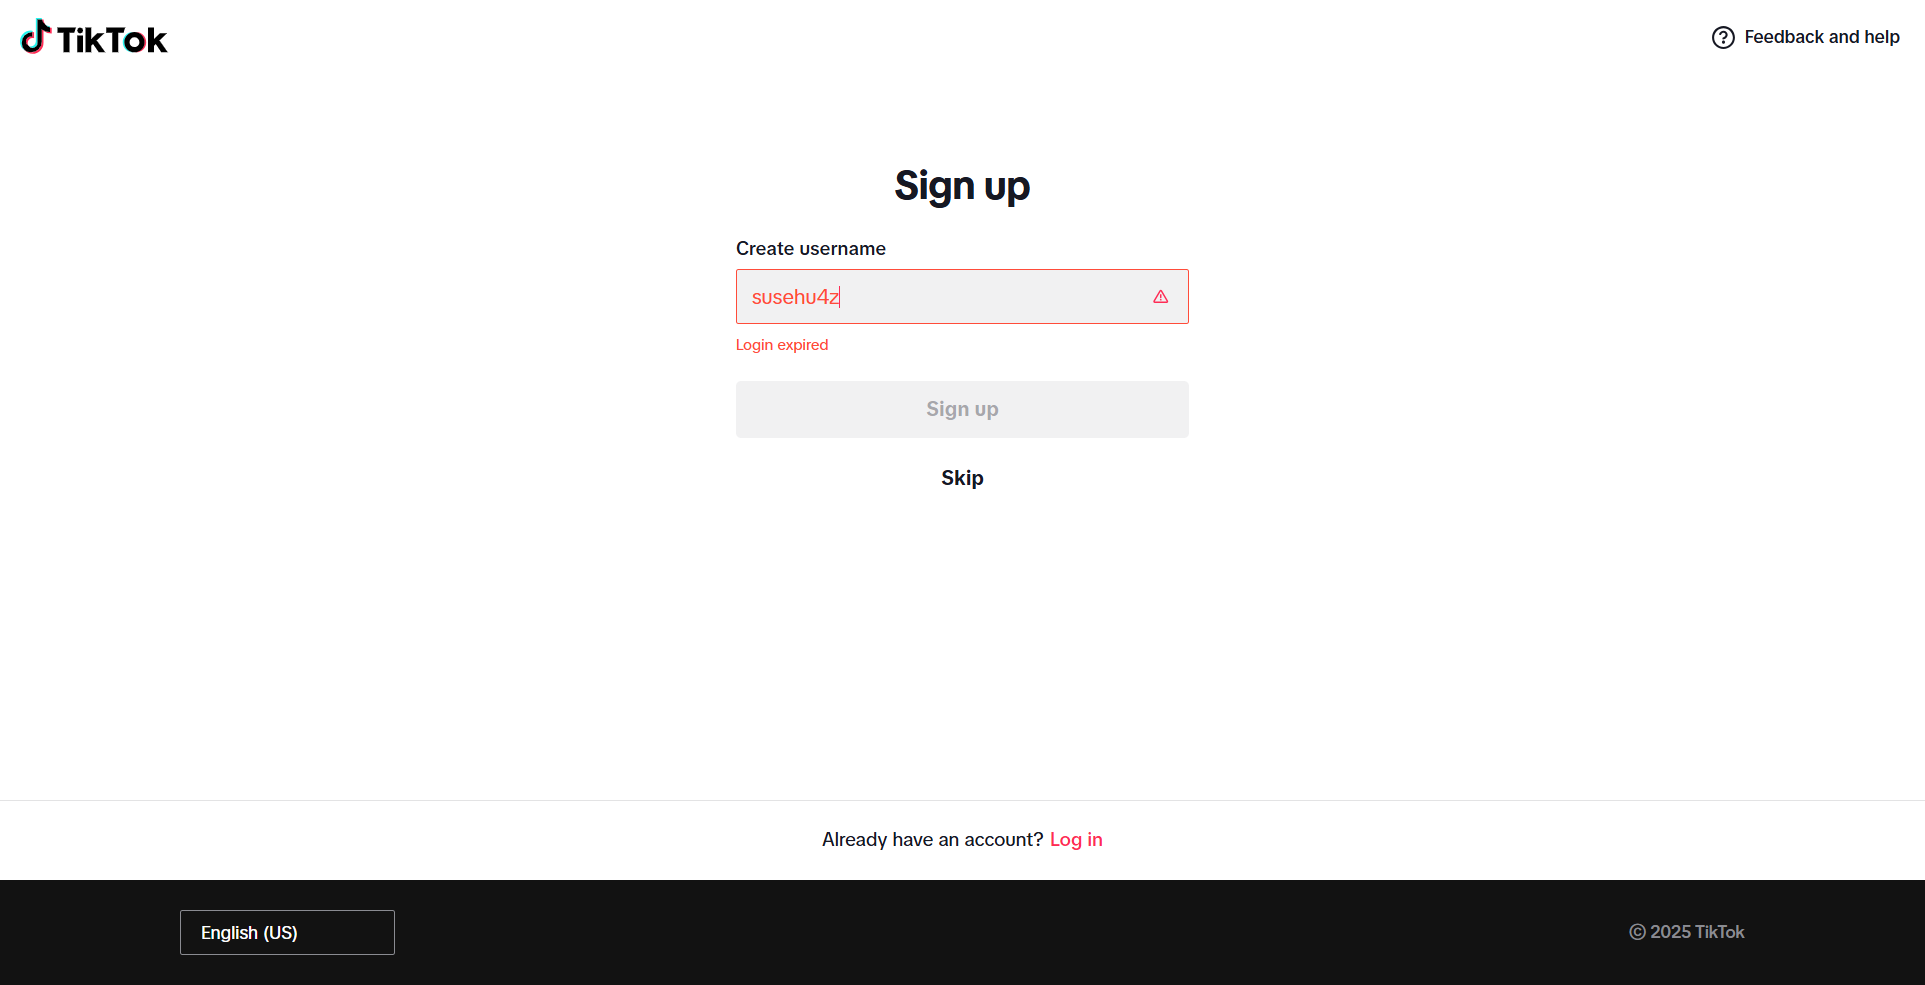 TikTok
Feedback and help
Sign up
Create username
susehu4z
Login expired
Sign up
Skip
Already have an account? Log in
English (US)
© 2025 TikTok